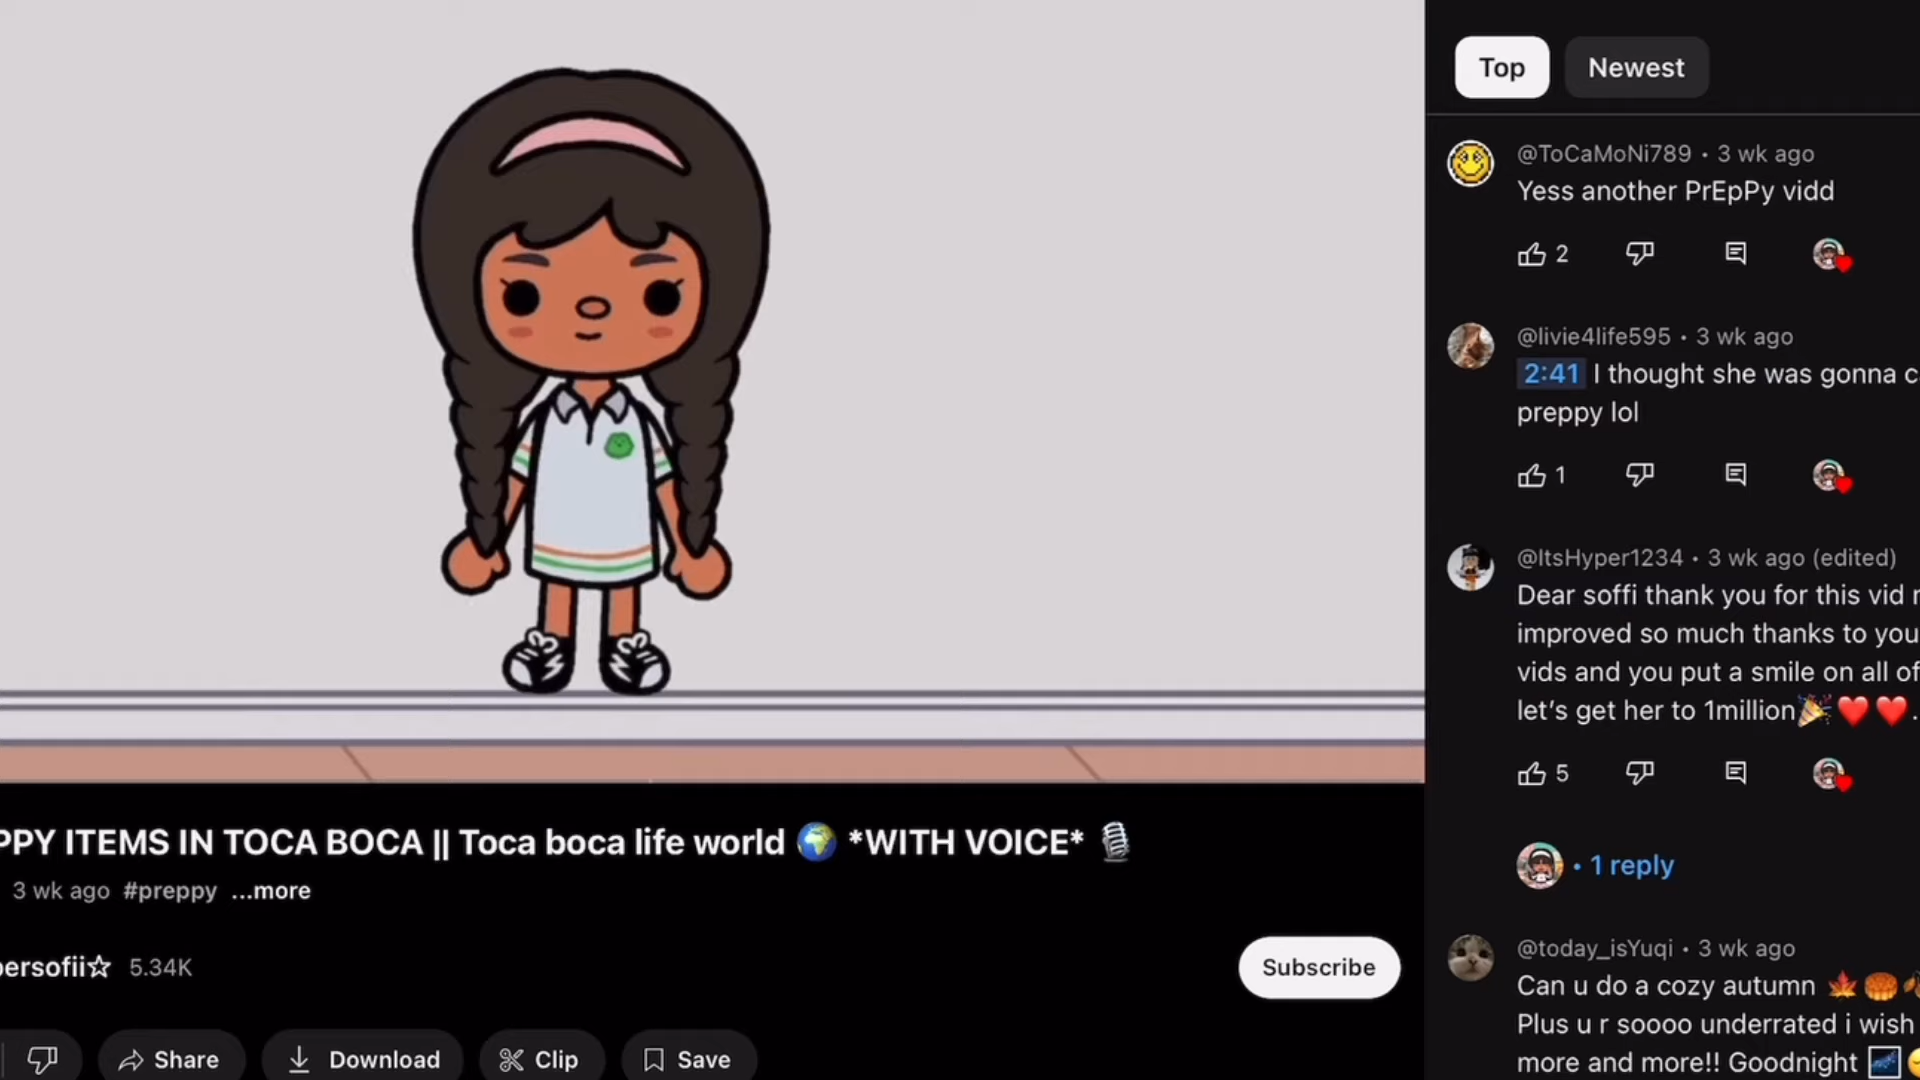 PPY ITEMS IN TOCA BOCA || Toca boca life world 🌍 *WITH VOICE* 🎙️
3 wk ago #preppy ...more
persofii☆ 5.34K
Subscribe
Share Download Clip Save
Top Newest
@ToCaMoNi789 • 3 wk ago
Yess another PrEpPy vidd
2
@livie4life595 • 3 wk ago
2:41 I thought she was gonna c
preppy lol
1
@ItsHyper1234 • 3 wk ago (edited)
Dear soffi thank you for this vid
improved so much thanks to you
vids and you put a smile on all of
let's get her to 1million🎉❤️❤️.
5
• 1 reply
@today_isYuqi • 3 wk ago
Can u do a cozy autumn 🍁🥮🍂
Plus u r soooo underrated i wish
more and more!! Goodnight 🌌